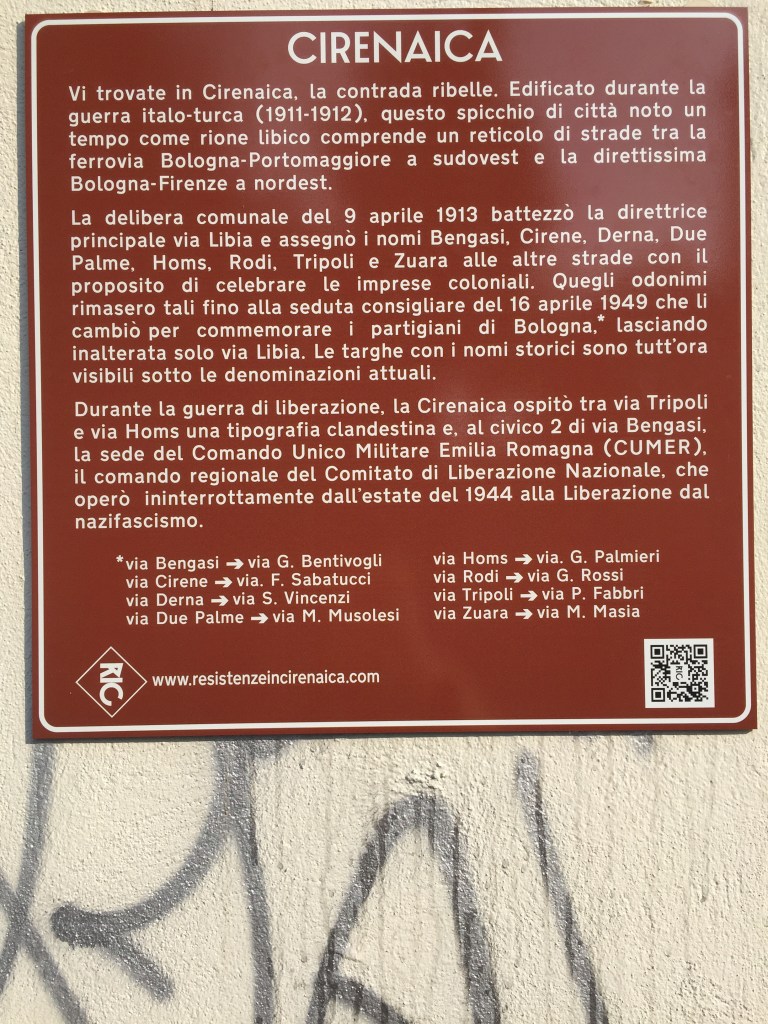 CIRENAICA
Vi trovate in Cirenaica, la contrada ribelle. Edificato durante la
guerra italo-turca (1911-1912), questo spicchio di città noto un
tempo come rione libico comprende un reticolo di strade tra la
ferrovia Bologna-Portomaggiore a sudovest e la direttissima
Bologna-Firenze a nordest.
La delibera comunale del 9 aprile 1913 battezzò la direttrice
principale via Libia e assegnò i nomi Bengasi, Cirene, Derna, Due
Palme, Homs, Rodi, Tripoli e Zuara alle altre strade con il
proposito di celebrare le imprese coloniali. Quegli odonimi
rimasero tali fino alla seduta consigliare del 16 aprile 1949 che li
cambiò per commemorare i partigiani di Bologna,* lasciando
inalterata solo via Libia. Le targhe con i nomi storici sono tutt'ora
visibili sotto le denominazioni attuali.
Durante la guerra di liberazione, la Cirenaica ospitò tra via Tripoli
e via Homs una tipografia clandestina e, al civico 2 di via Bengasi,
la sede del Comando Unico Militare Emilia Romagna (CUMER),
il comando regionale del Comitato di Liberazione Nazionale, che
operò ininterrottamente dall'estate del 1944 alla Liberazione dal
nazifascismo.
*via Bengasi ➔ via G. Bentivogli
via Cirene ➔ via. F. Sabatucci
via Derna ➔ via S. Vincenzi
via Due Palme ➔ via M. Musolesi
via Homs ➔ via. G. Palmieri
via Rodi ➔ via G. Rossi
via Tripoli ➔ via P. Fabbri
via Zuara ➔ via M. Masia
RIC
www.resistenzeincirenaica.com
RIC